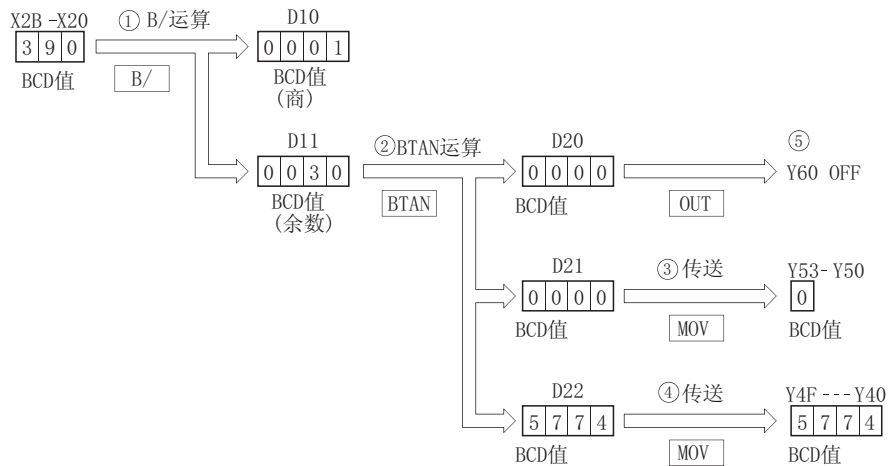 X2B -X20
① B/运算
D10
3 9 0
0 0 0 1
BCD值
B/
BCD值
(商)
D11
②BTAN运算
D20
⑤
0 0 3 0
0 0 0 0
Y60 OFF
BCD值
(余数)
BTAN
BCD值
OUT
D21
③传送
Y53- Y50
0 0 0 0
0
BCD值
MOV
BCD值
D22
④传送
Y4F --- Y40
5 7 7 4
5 7 7 4
BCD值
MOV
BCD值